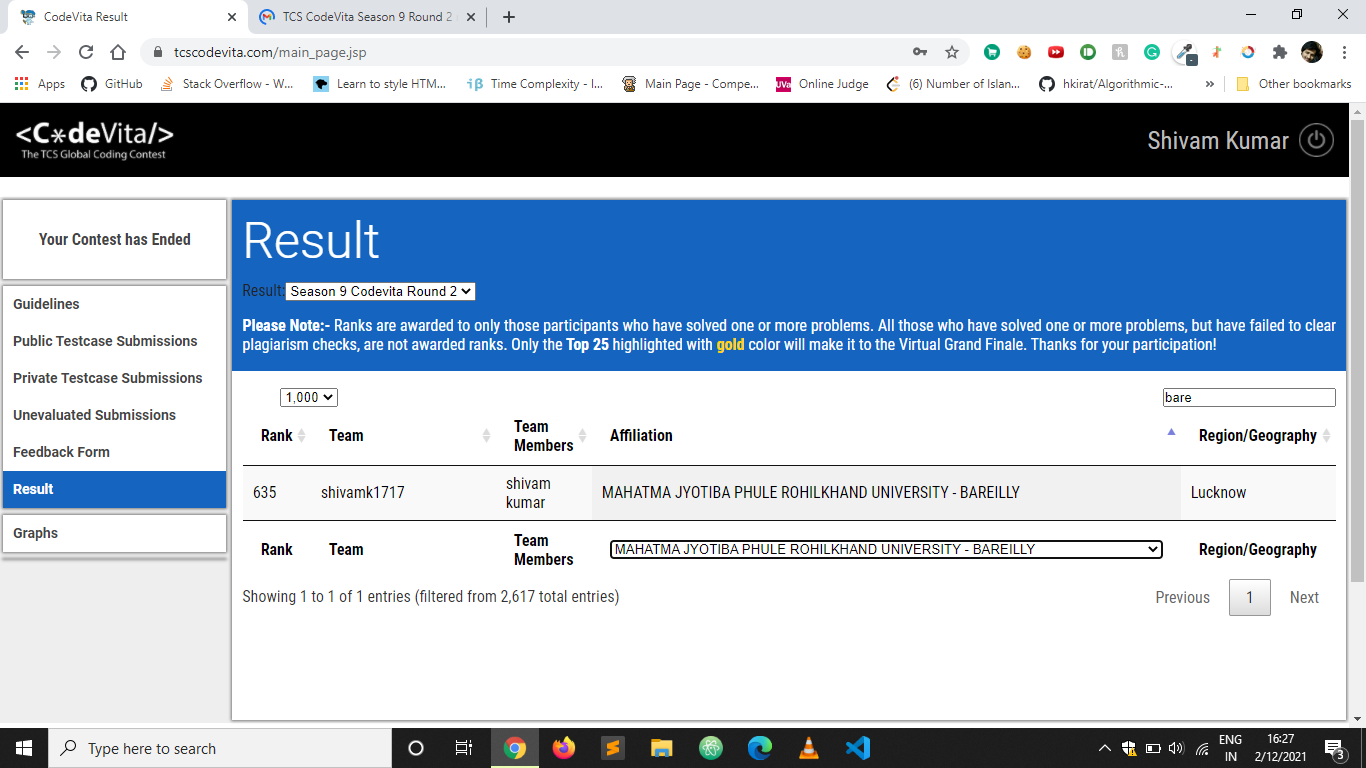 CodeVita Result
TCS CodeVita Season 9 Round 2
tcscodevita.com/main_page.jsp
Apps
GitHub
Stack Overflow - W...
Learn to style HTM...
Time Complexity - I...
Main Page - Compe...
Online Judge
(6) Number of Islan...
hkirat/Algorithmic-...
Other bookmarks
<C*deVita/>
The TCS Global Coding Contest
Shivam Kumar
Your Contest has Ended
Guidelines
Public Testcase Submissions
Private Testcase Submissions
Unevaluated Submissions
Feedback Form
Result
Graphs
Result
Result: Season 9 Codevita Round 2
Please Note:- Ranks are awarded to only those participants who have solved one or more problems. All those who have solved one or more problems, but have failed to clear
plagiarism checks, are not awarded ranks. Only the Top 25 highlighted with gold color will make it to the Virtual Grand Finale. Thanks for your participation!
1,000
bare
Rank Team Team Members Affiliation Region/Geography
635 shivamk1717 shivam kumar MAHATMA JYOTIBA PHULE ROHILKHAND UNIVERSITY - BAREILLY Lucknow
Rank Team Team Members MAHATMA JYOTIBA PHULE ROHILKHAND UNIVERSITY - BAREILLY Region/Geography
Showing 1 to 1 of 1 entries (filtered from 2,617 total entries)
Previous 1 Next
Type here to search
ENG
IN
16:27
2/12/2021
3